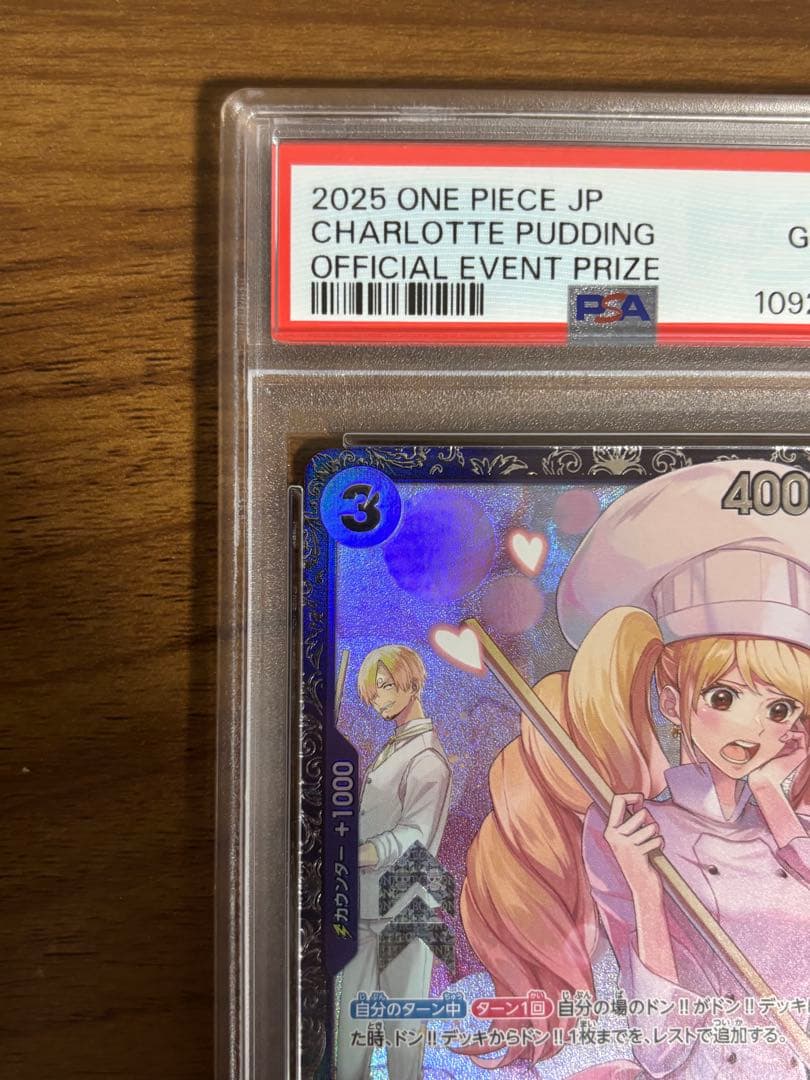 2025 ONE PIECE JP
CHARLOTTE PUDDING
G
OFFICIAL EVENT PRIZE
PSA
1092
3
400
カウンター +1000
自分のターン中 ターン1回 自分の場のドン!!がドン!!デッキに
た時、ドン!!デッキからドン!!1枚までを、レストで追加する。